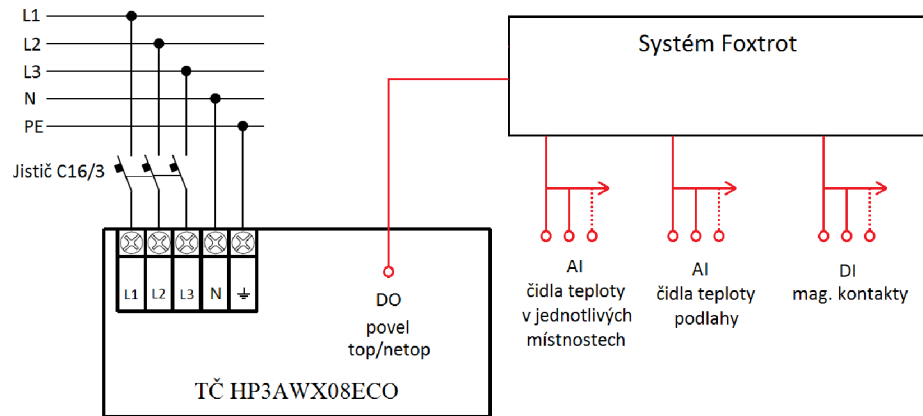 L1
L2
L3
N
PE
Jistič C16/3
L1 L2 L3 N
TČ HP3AWX08ECO
DO
povel
top/netop
Systém Foxtrot
AI
čidla teploty
v jednotlivých
místnostech
AI
čidla teploty
podlahy
DI
mag. kontakty